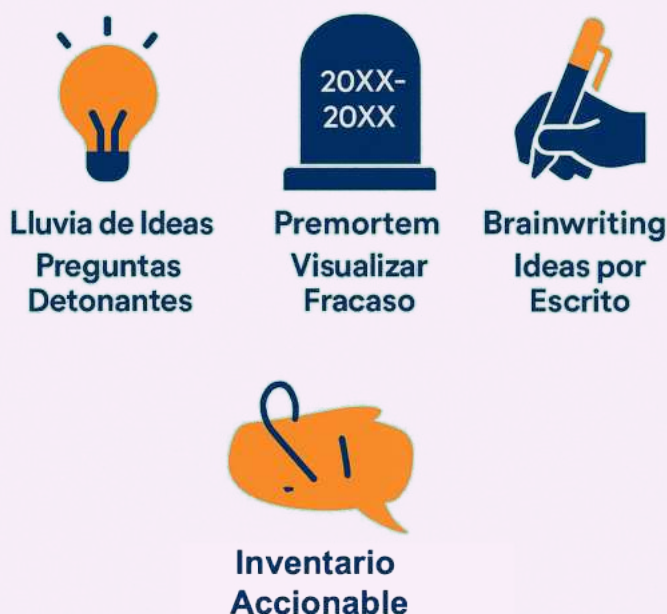 20XX-
20XX
Lluvia de Ideas
Preguntas
Detonantes
Premortem
Visualizar
Fracaso
Brainwriting
Ideas por
Escrito
Inventario
Accionable